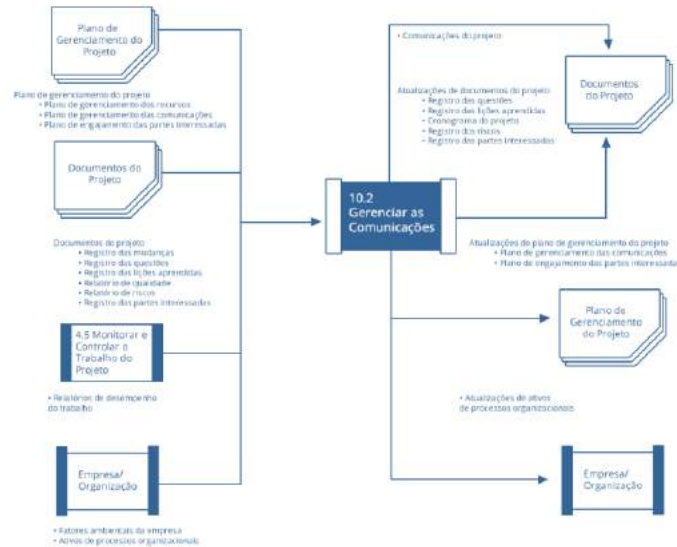 Plano de
Gerenciamento do
Projeto
Plano de gerenciamento do projeto
• Plano de gerenciamento dos recursos
• Plano de gerenciamento das comunicações
• Plano de engajamento das partes interessadas
Documentos do
Projeto
Documentos do projeto
• Registro das mudanças
• Registro das questões
• Registro das lições aprendidas
• Relatório de qualidade
• Relatório de riscos
• Registro das partes interessadas
4.5 Monitorar e
Controlar o
Trabalho do
Projeto
• Relatórios de desempenho
do trabalho
Empresa/
Organização
• Fatores ambientais da empresa
• Ativos de processos organizacionais
10.2
Gerenciar as
Comunicações
• Comunicações do projeto
Atualizações de documentos do projeto
• Registro das questões
• Registro das lições aprendidas
• Cronograma do projeto
• Registro dos riscos
• Registro das partes interessadas
Documentos
do Projeto
Atualizações do plano de gerenciamento do projeto
• Plano de gerenciamento das comunicações
• Plano de engajamento das partes interessada
Plano de
Gerenciamento
do Projeto
• Atualizações de ativos
de processos organizacionais
Empresa/
Organização